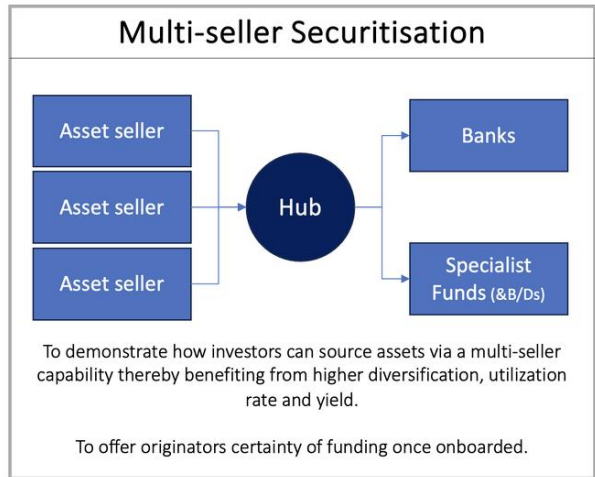 Multi-seller Securitisation
Asset seller
Asset seller
Asset seller
Hub
Banks
Specialist
Funds (&B/Ds)
To demonstrate how investors can source assets via a multi-seller
capability thereby benefiting from higher diversification, utilization
rate and yield.
To offer originators certainty of funding once onboarded.